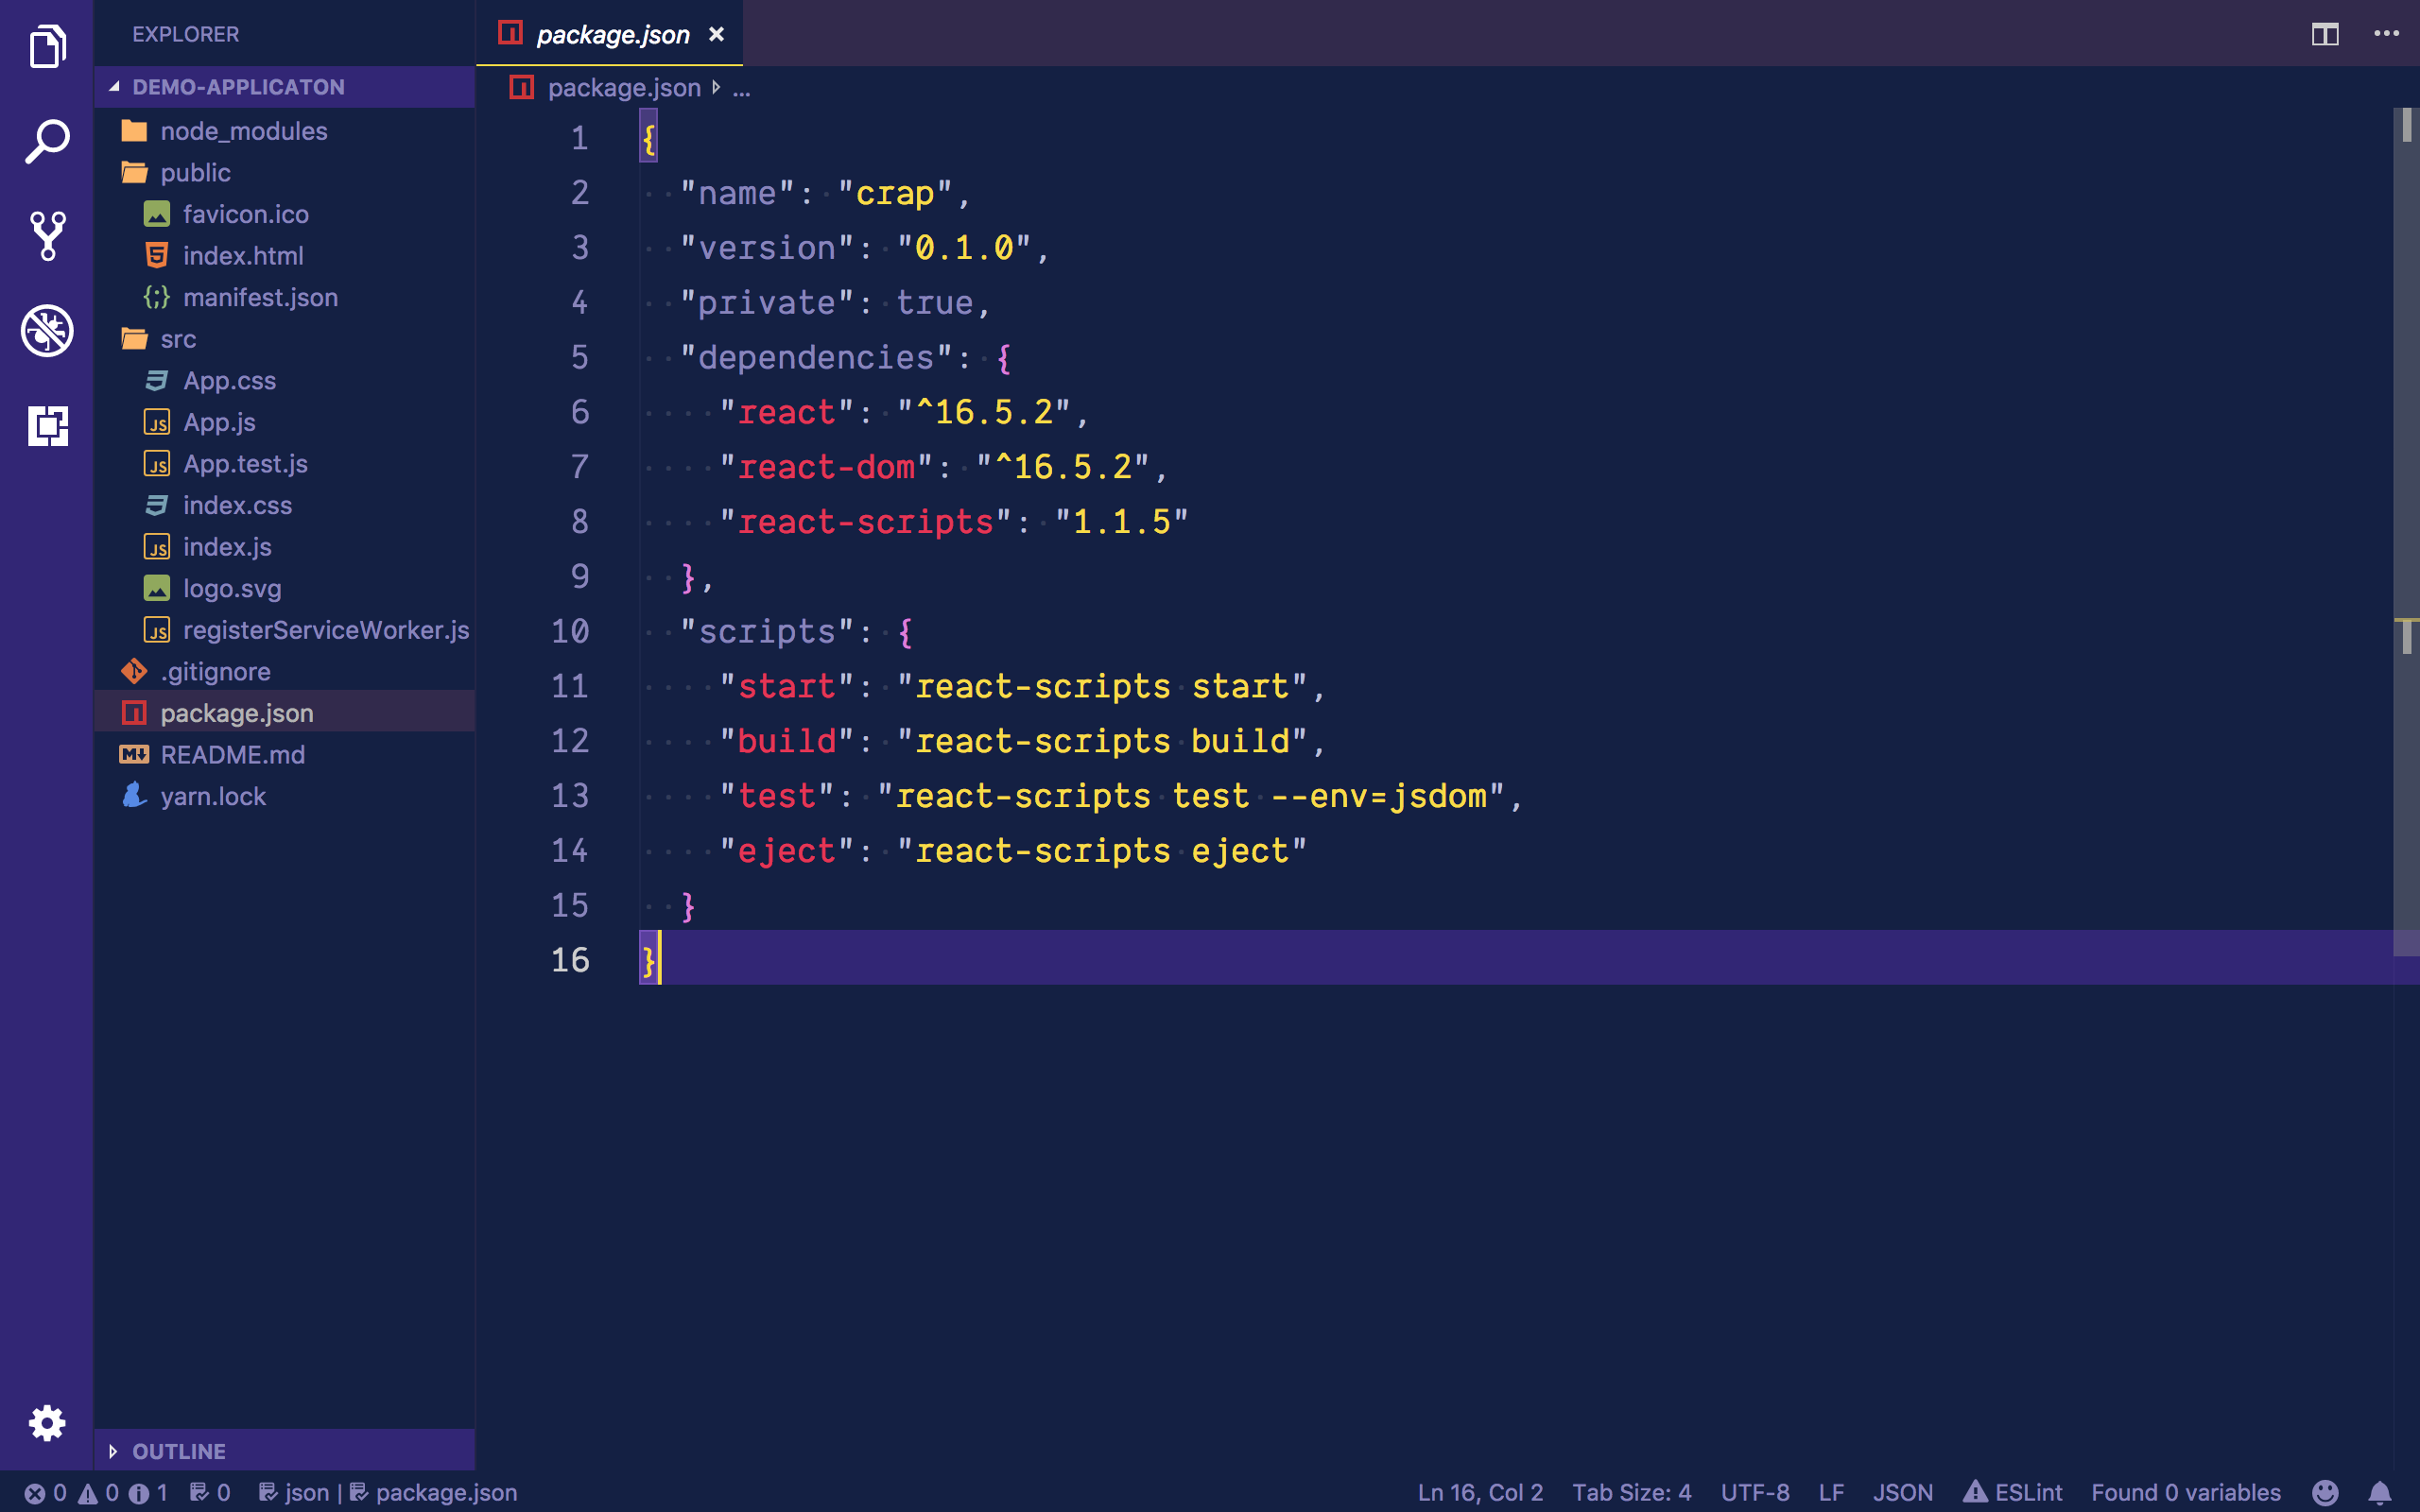 EXPLORER
DEMO-APPLICATON
node_modules
public
favicon.ico
index.html
manifest.json
src
App.css
App.js
App.test.js
index.css
index.js
logo.svg
registerServiceWorker.js
.gitignore
package.json
README.md
yarn.lock
OUTLINE
package.json ×
package.json ...
1 {
2   "name": "crap",
3   "version": "0.1.0",
4   "private": true,
5   "dependencies": {
6     "react": "^16.5.2",
7     "react-dom": "^16.5.2",
8     "react-scripts": "1.1.5"
9   },
10   "scripts": {
11     "start": "react-scripts start",
12     "build": "react-scripts build",
13     "test": "react-scripts test --env=jsdom",
14     "eject": "react-scripts eject"
15   }
16 }
0 0 1 0 json | package.json Ln 16, Col 2 Tab Size: 4 UTF-8 LF JSON ESLint Found 0 variables